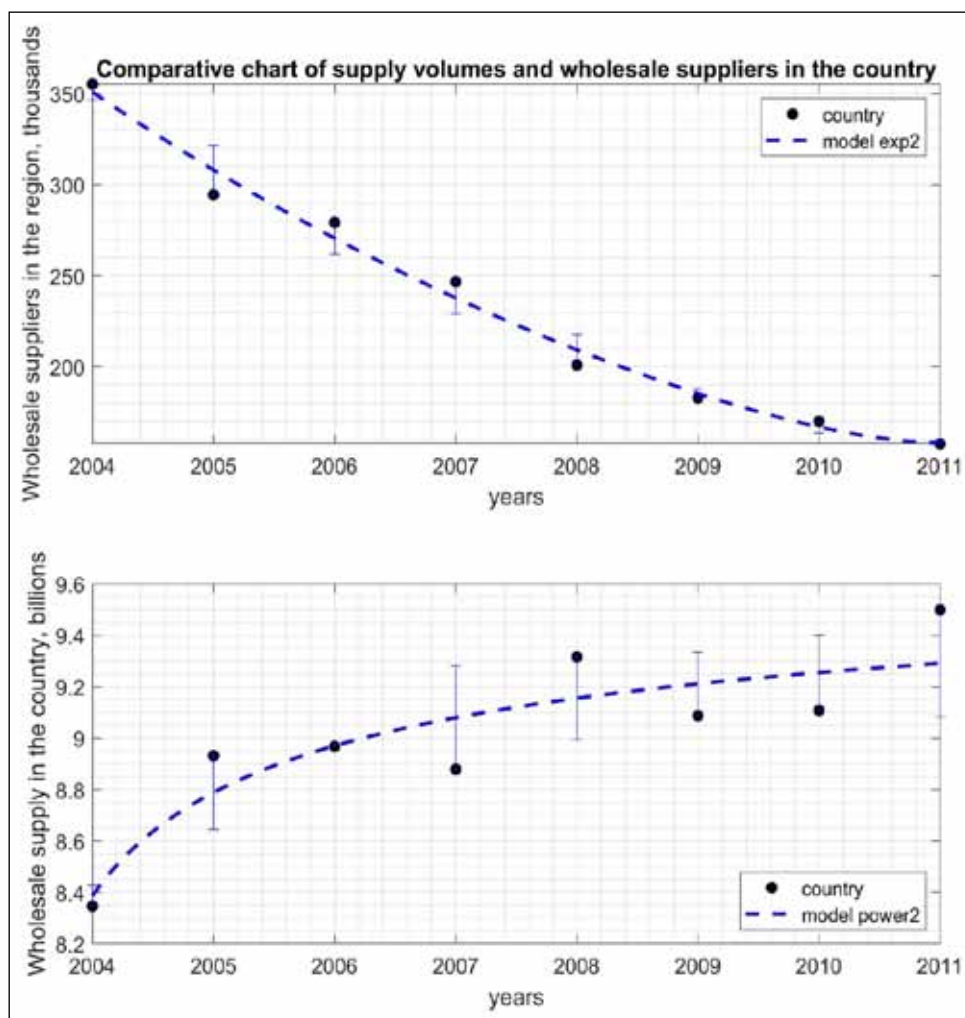 Comparative chart of supply volumes and wholesale suppliers in the country
Wholesale suppliers in the region, thousands
350
300
250
200
country
model exp2
2004 2005 2006 2007 2008 2009 2010 2011
years
Wholesale supply in the country, billions
9.6
9.4
9.2
9
8.8
8.6
8.4
8.2
country
model power2
2004 2005 2006 2007 2008 2009 2010 2011
years